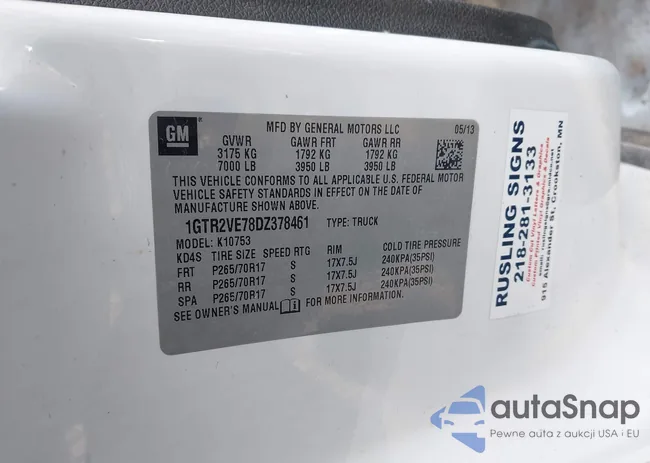 GM
MFD BY GENERAL MOTORS LLC 05/13
GVWR GAWR FRT GAWR RR
3175 KG 1792 KG 1792 KG
7000 LB 3950 LB 3950 LB
THIS VEHICLE CONFORMS TO ALL APPLICABLE U.S. FEDERAL MOTOR
VEHICLE SAFETY STANDARDS IN EFFECT ON THE DATE OF
MANUFACTURE SHOWN ABOVE.
1GTR2VE78DZ378461 TYPE: TRUCK
MODEL: K10753
KD4S TIRE SIZE SPEED RTG RIM COLD TIRE PRESSURE
FRT P265/70R17 S 17X7.5J 240KPA(35PSI)
RR P265/70R17 S 17X7.5J 240KPA(35PSI)
SPA P265/70R17 S 17X7.5J 240KPA(35PSI)
SEE OWNER'S MANUAL FOR MORE INFORMATION.
RUSLING SIGNS
218-281-3133
Custom Cut Vinyl Letters & Graphics
915 Alexander St, Crookston, MN
autaSnap
Pewne auta z aukcji USA i EU